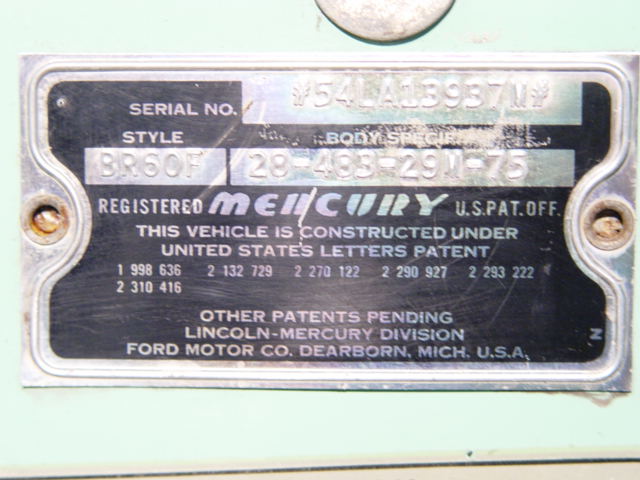 SERIAL NO. *54LA13937M*
STYLE BODY SPECIF
BR60F 28-483-29M-75
REGISTERED MERCURY U.S.PAT.OFF.
THIS VEHICLE IS CONSTRUCTED UNDER
UNITED STATES LETTERS PATENT
1 998 636 2 132 729 2 270 122 2 290 927 2 293 222
2 310 416
OTHER PATENTS PENDING
LINCOLN-MERCURY DIVISION
FORD MOTOR CO. DEARBORN, MICH. U.S.A.
N